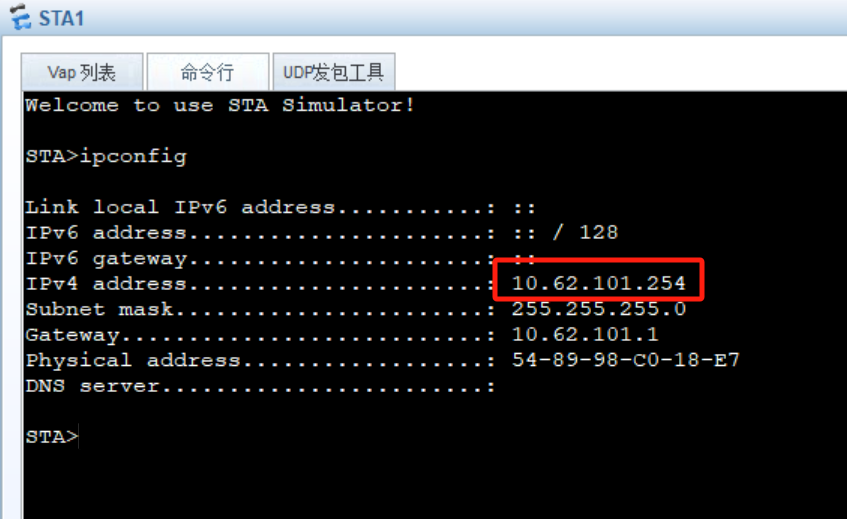 STA1
Vap 列表 命令行 UDP发包工具
Welcome to use STA Simulator!
STA>ipconfig
Link local IPv6 address...........: ::
IPv6 address......................: :: / 128
IPv6 gateway......................: ::
IPv4 address......................: 10.62.101.254
Subnet mask.......................: 255.255.255.0
Gateway...........................: 10.62.101.1
Physical address..................: 54-89-98-C0-18-E7
DNS server........................:
STA>